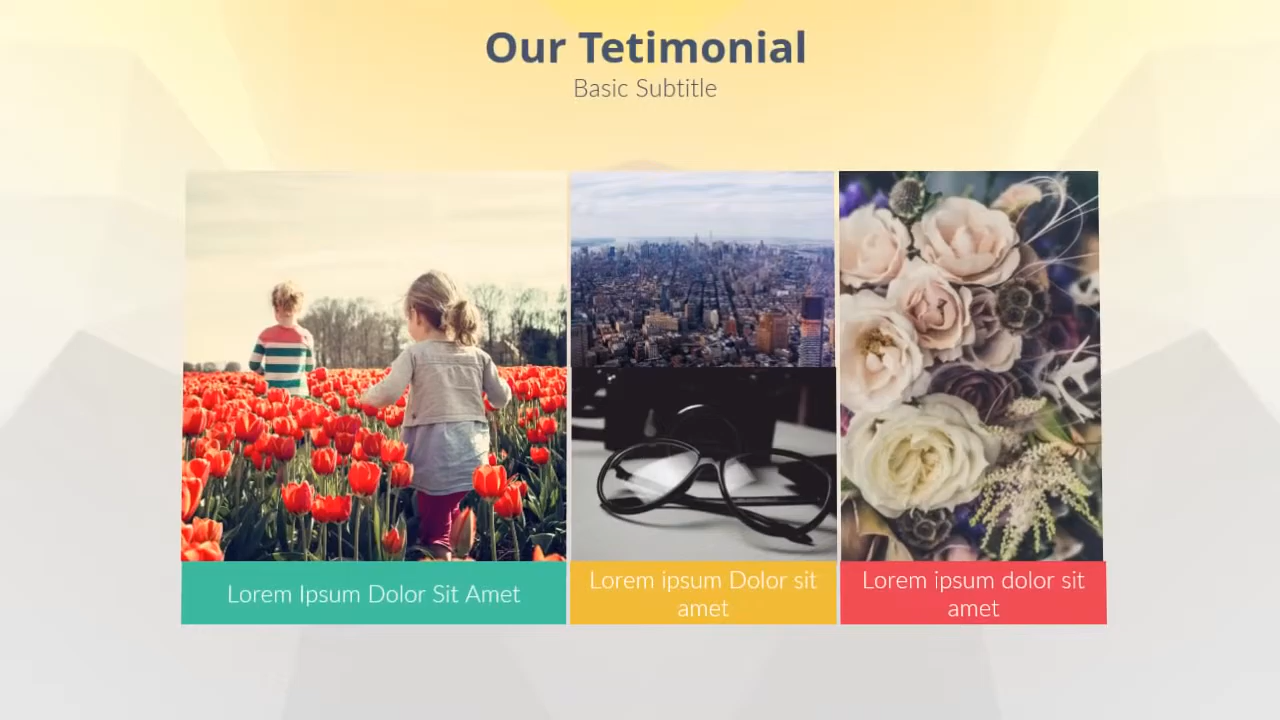 Our Tetimonial
Basic Subtitle
Lorem Ipsum Dolor Sit Amet
Lorem ipsum Dolor sit
amet
Lorem ipsum dolor sit
amet